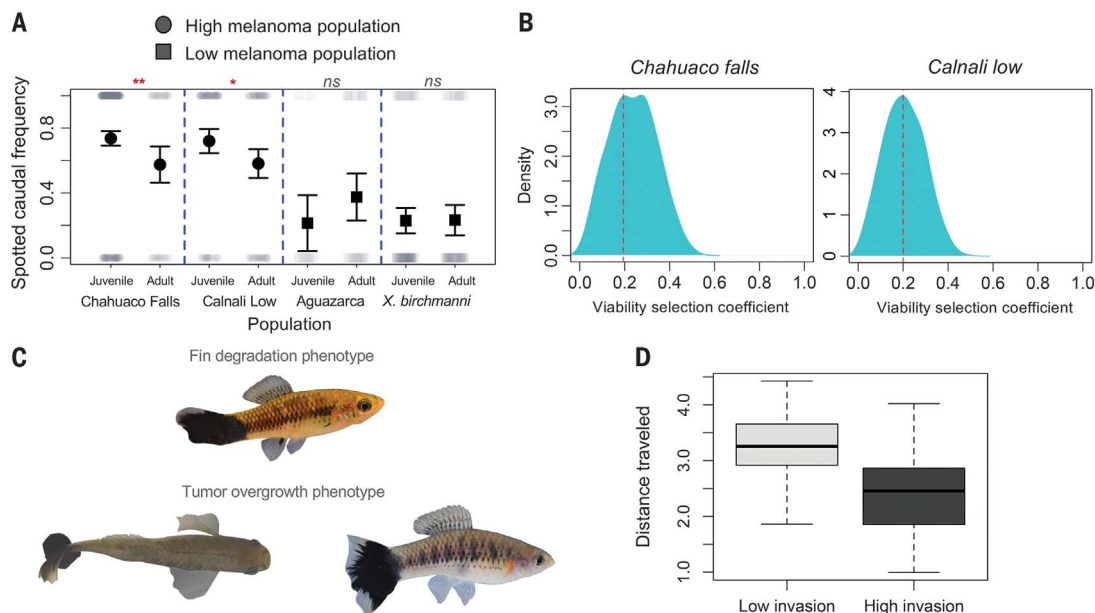 A
High melanoma population
Low melanoma population
** * ns ns
Spotted caudal frequency
0.8
0.4
0.0
Juvenile Adult Juvenile Adult Juvenile Adult Juvenile Adult
Chahuaco Falls Calnali Low Aguazarca X. birchmanni
Population
B
Chahuaco falls
Density
3.0
2.0
1.0
0.0
0.0 0.2 0.4 0.6 0.8 1.0
Viability selection coefficient
Calnali low
4
3
2
1
0
0.0 0.2 0.4 0.6 0.8 1.0
Viability selection coefficient
C
Fin degradation phenotype
Tumor overgrowth phenotype
D
Distance traveled
4.0
3.0
2.0
1.0
Low invasion High invasion